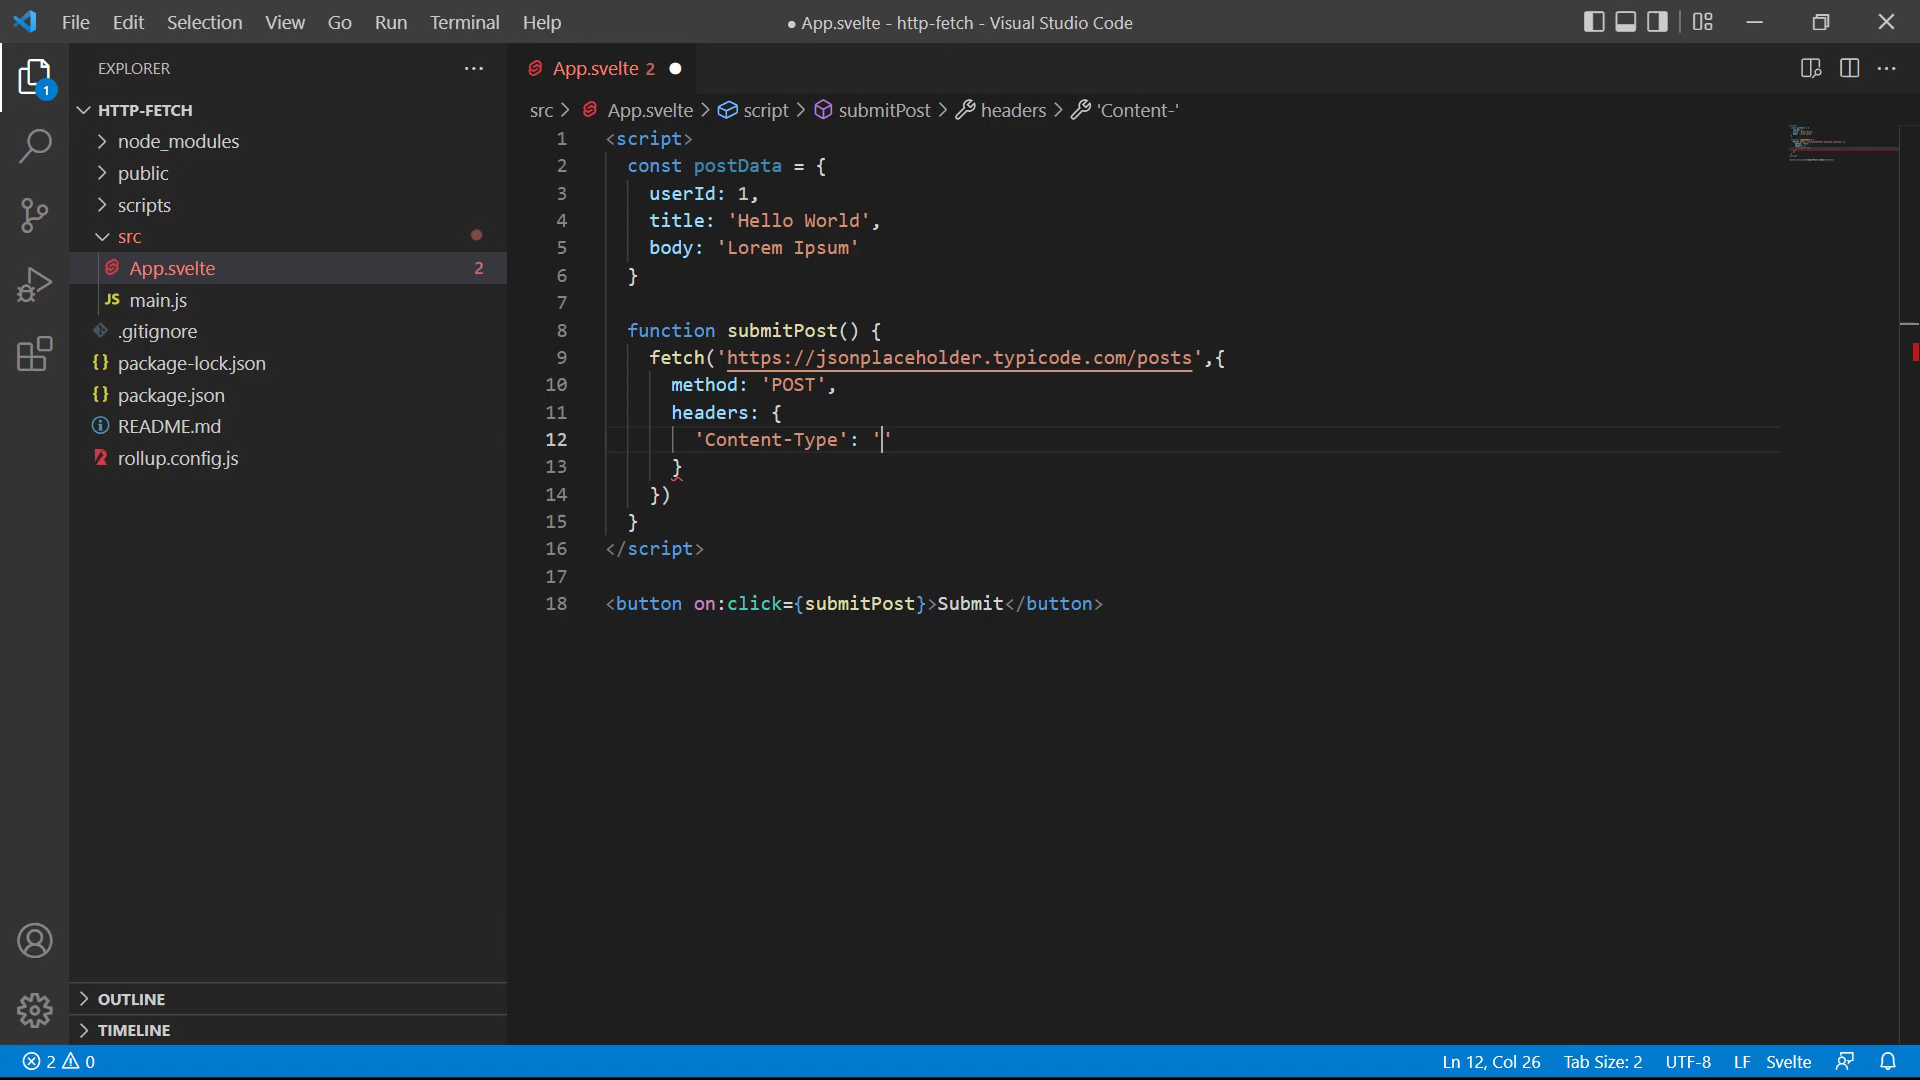 File Edit Selection View Go Run Terminal Help
● App.svelte - http-fetch - Visual Studio Code
EXPLORER
1
HTTP-FETCH
node_modules
public
scripts
src
App.svelte 2
JS main.js
.gitignore
{} package-lock.json
{} package.json
README.md
rollup.config.js
OUTLINE
TIMELINE
App.svelte 2
src > App.svelte > script > submitPost > headers > 'Content-'
1 <script>
2 const postData = {
3 userId: 1,
4 title: 'Hello World',
5 body: 'Lorem Ipsum'
6 }
7
8 function submitPost() {
9 fetch('https://jsonplaceholder.typicode.com/posts',{
10 method: 'POST',
11 headers: {
12 'Content-Type': ''
13 }
14 })
15 }
16 </script>
17
18 <button on:click={submitPost}>Submit</button>
2 0
Ln 12, Col 26 Tab Size: 2 UTF-8 LF Svelte